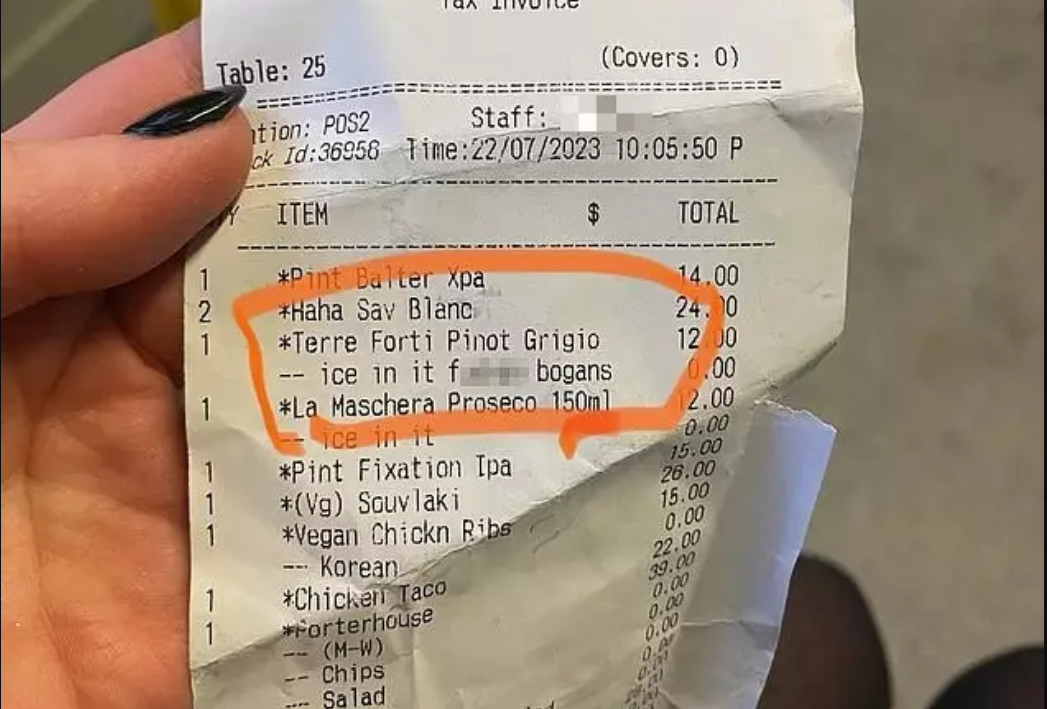 Tax Invoice
Table: 25 (Covers: 0)
POS2 Staff:
ck Id:36958 Time:22/07/2023 10:05:50 P
Y ITEM $ TOTAL
1 *Pint Balter Xpa 14.00
2 *Haha Sav Blanc 24.00
1 *Terre Forti Pinot Grigio 12.00
-- ice in it f bogans 0.00
1 *La Maschera Proseco 150ml 12.00
-- ice in it 0.00
1 *Pint Fixation Ipa 15.00
1 *(Vg) Souvlaki 26.00
1 *Vegan Chickn Ribs 15.00
-- Korean 0.00
1 *Chicken Taco 22.00
1 *Porterhouse 39.00
-- (M-W) 0.00
-- Chips 0.00
-- Salad 0.00